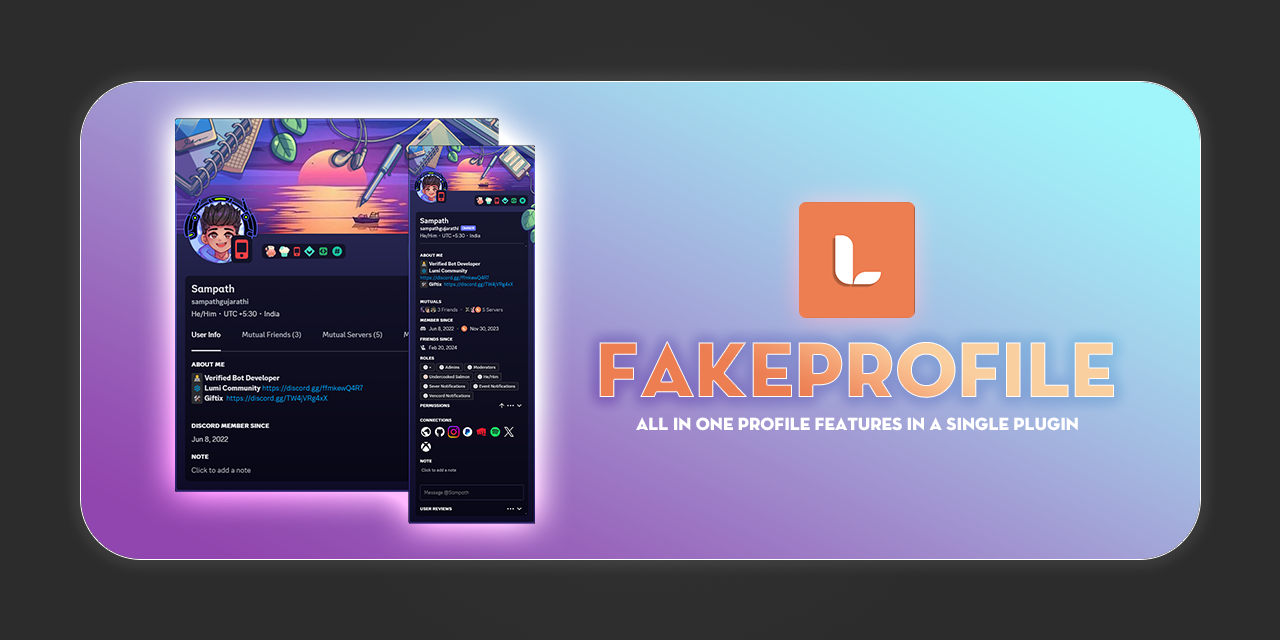 Sampath
sampathgujarathi
He/Him • UTC +5:30 • India
User Info Mutual Friends (3) Mutual Servers (5) M
ABOUT ME
Verified Bot Developer
Lumi Community https://discord.gg/ffmkewQ4R7
Giftix https://discord.gg/TW4jVRg4xX
DISCORD MEMBER SINCE
Jun 8, 2022
NOTE
Click to add a note
Sampath
sampathgujarathi OWNER
He/Him • UTC +5:30 • India
ABOUT ME
Verified Bot Developer
Lumi Community
https://discord.gg/ffmkewQ4R7
Giftix https://discord.gg/TW4jVRg4xX
MUTUALS
3 Friends • 5 Servers
MEMBER SINCE
Jun 8, 2022 • Nov 30, 2023
FRIENDS SINCE
Feb 20, 2024
ROLES
+ Admins Moderators
Undercooked Salmon He/Him
Sever Notifications Event Notifications
Vencord Notifications
PERMISSIONS
CONNECTIONS
NOTE
Click to add a note
Message @Sampath
USER REVIEWS
L
FAKEPROFILE
ALL IN ONE PROFILE FEATURES IN A SINGLE PLUGIN